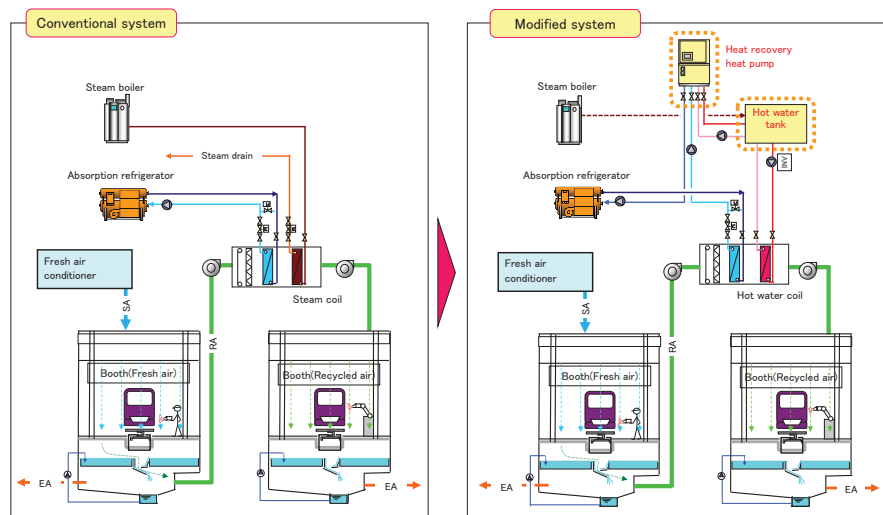 Conventional system
Steam boiler
Steam drain
Absorption refrigerator
Fresh air
conditioner
SA
RA
Steam coil
Booth(Fresh air)
Booth(Recycled air)
EA
EA
Modified system
Heat recovery
heat pump
Steam boiler
Hot water
tank
INV
Absorption refrigerator
Fresh air
conditioner
SA
RA
Hot water coil
Booth(Fresh air)
Booth(Recycled air)
EA
EA